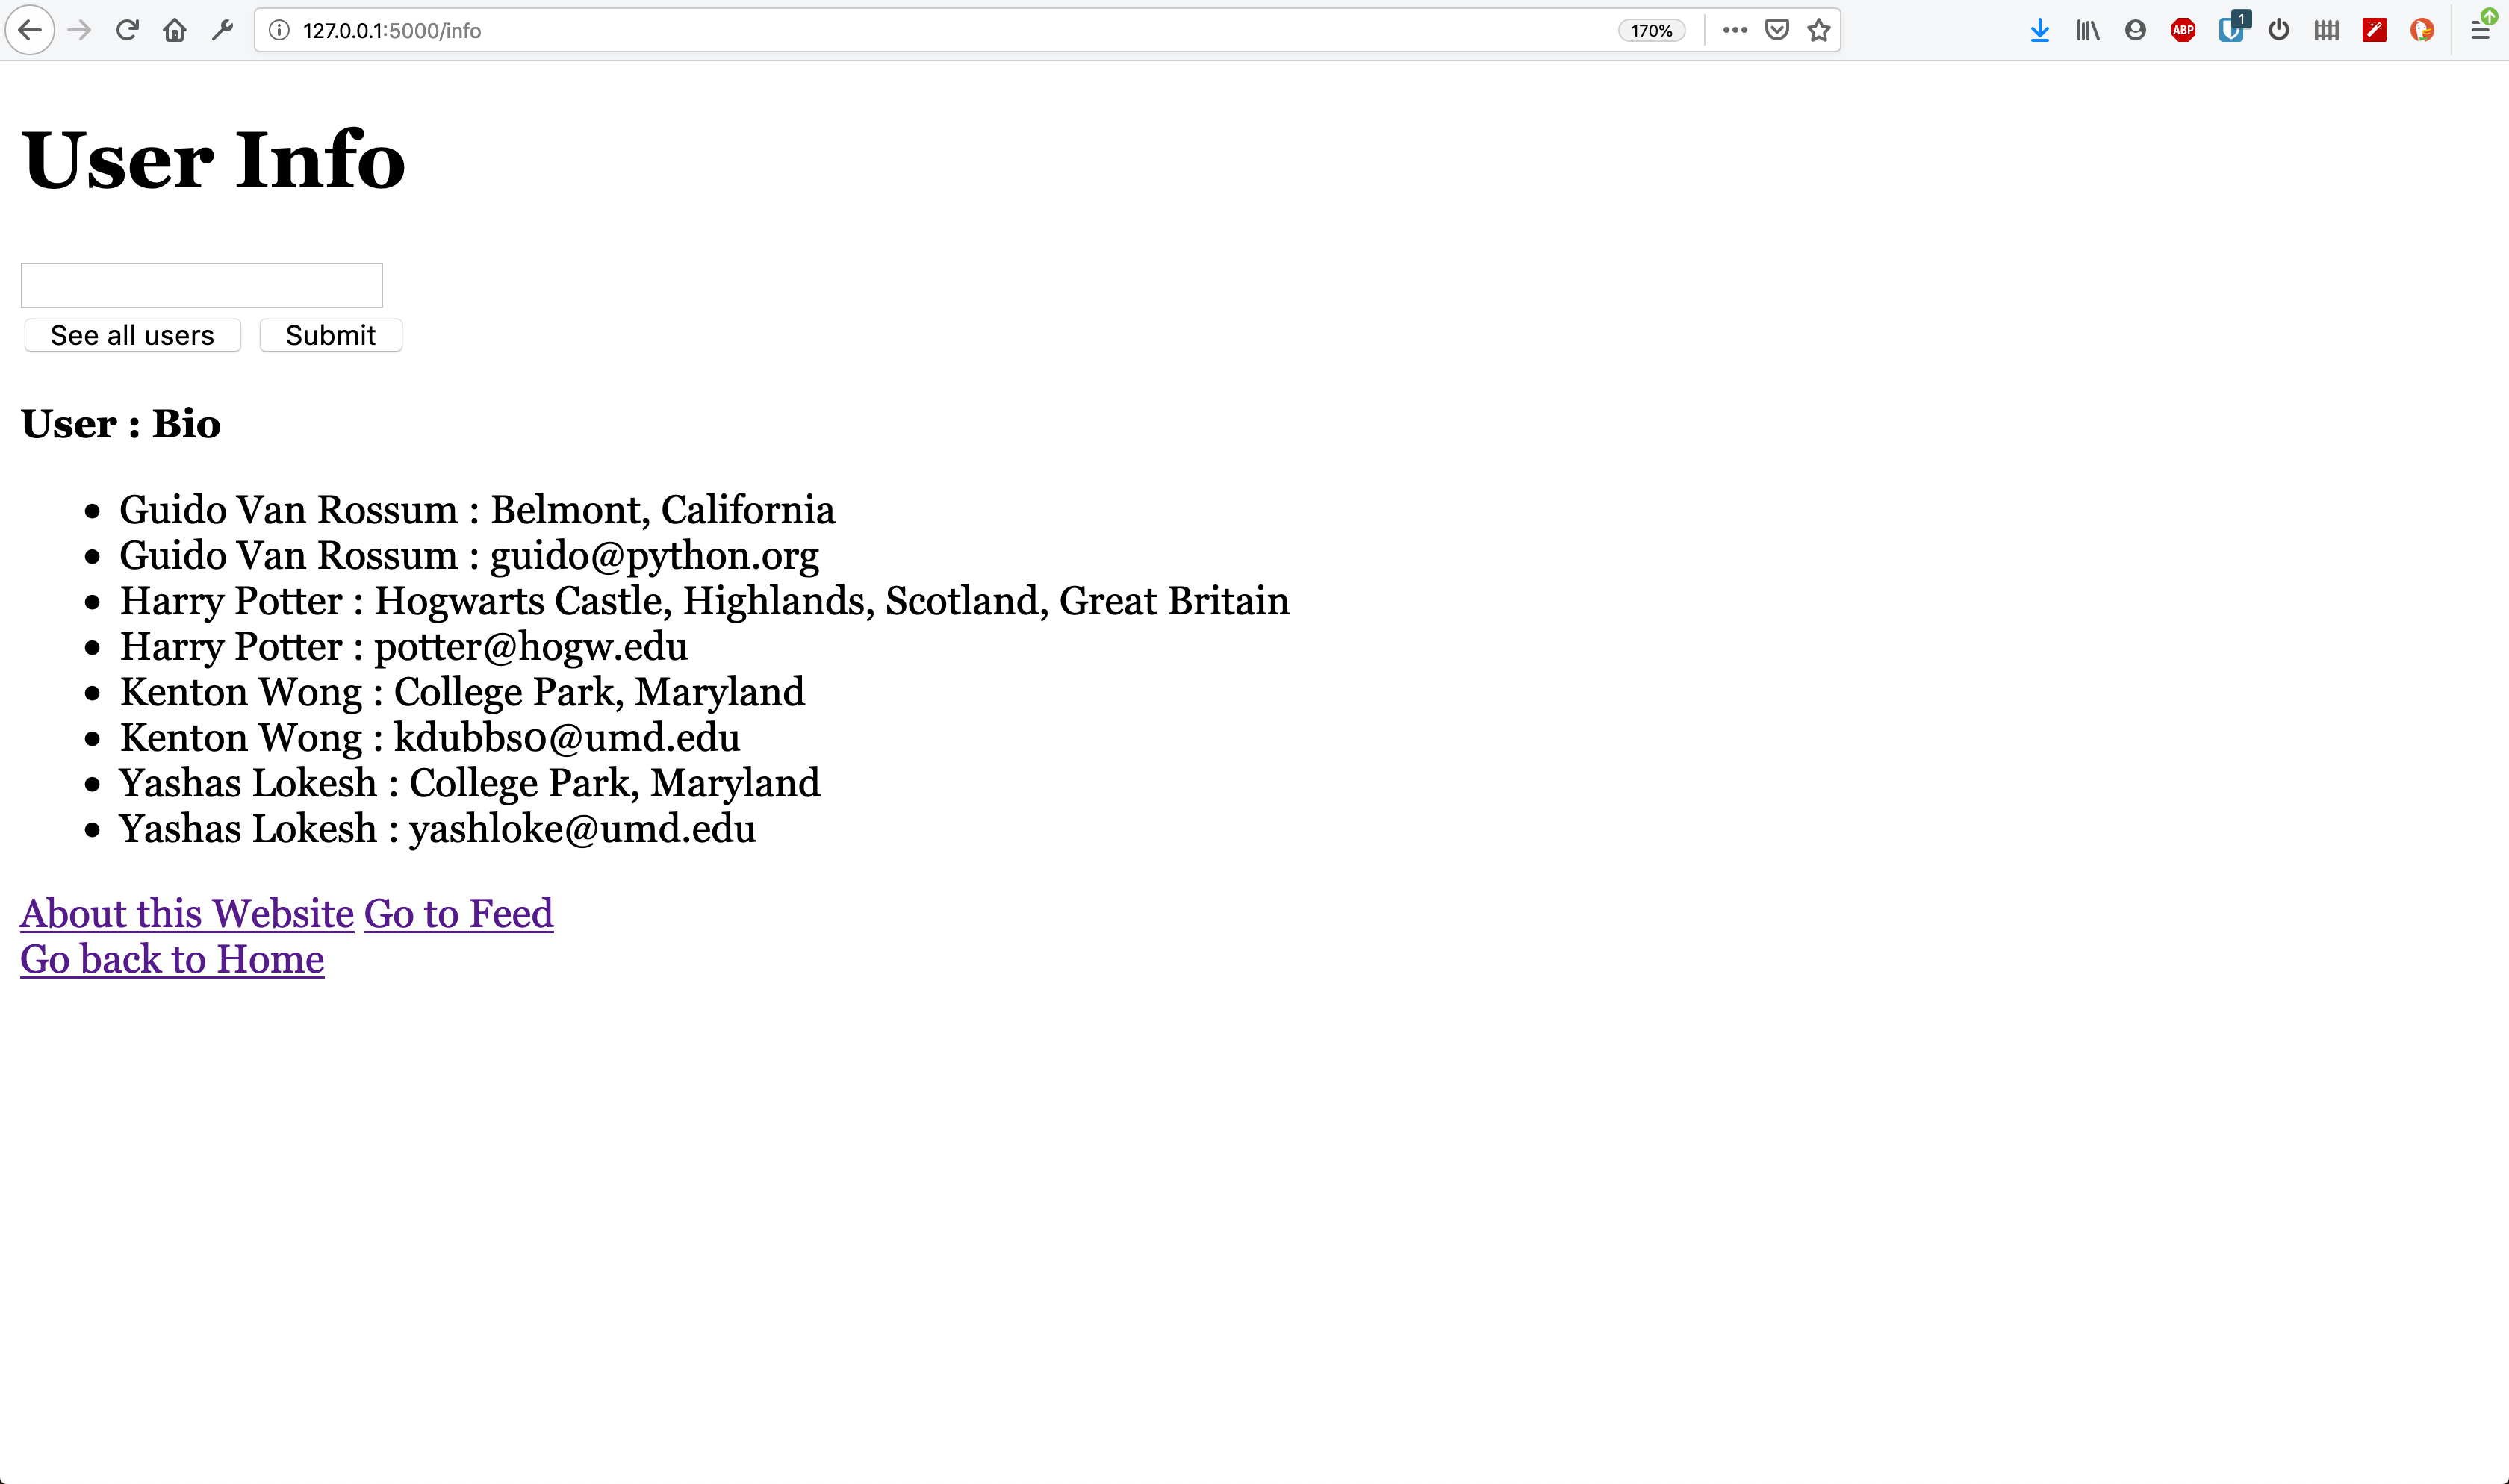 127.0.0.1:5000/info 170% ABP 1
User Info
See all users Submit
User : Bio
Guido Van Rossum : Belmont, California
Guido Van Rossum : guido@python.org
Harry Potter : Hogwarts Castle, Highlands, Scotland, Great Britain
Harry Potter : potter@hogw.edu
Kenton Wong : College Park, Maryland
Kenton Wong : kdubbs0@umd.edu
Yashas Lokesh : College Park, Maryland
Yashas Lokesh : yashloke@umd.edu
About this Website Go to Feed
Go back to Home